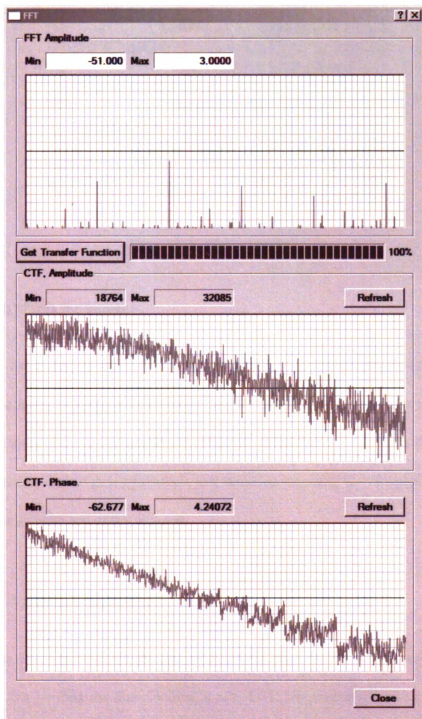 FFT
FFT Amplitude
Min -51.000 Max 3.0000
Get Transfer Function 100%
CTF, Amplitude
Min 18764 Max 32085 Refresh
CTF, Phase
Min -62.677 Max 4.24072 Refresh
Close